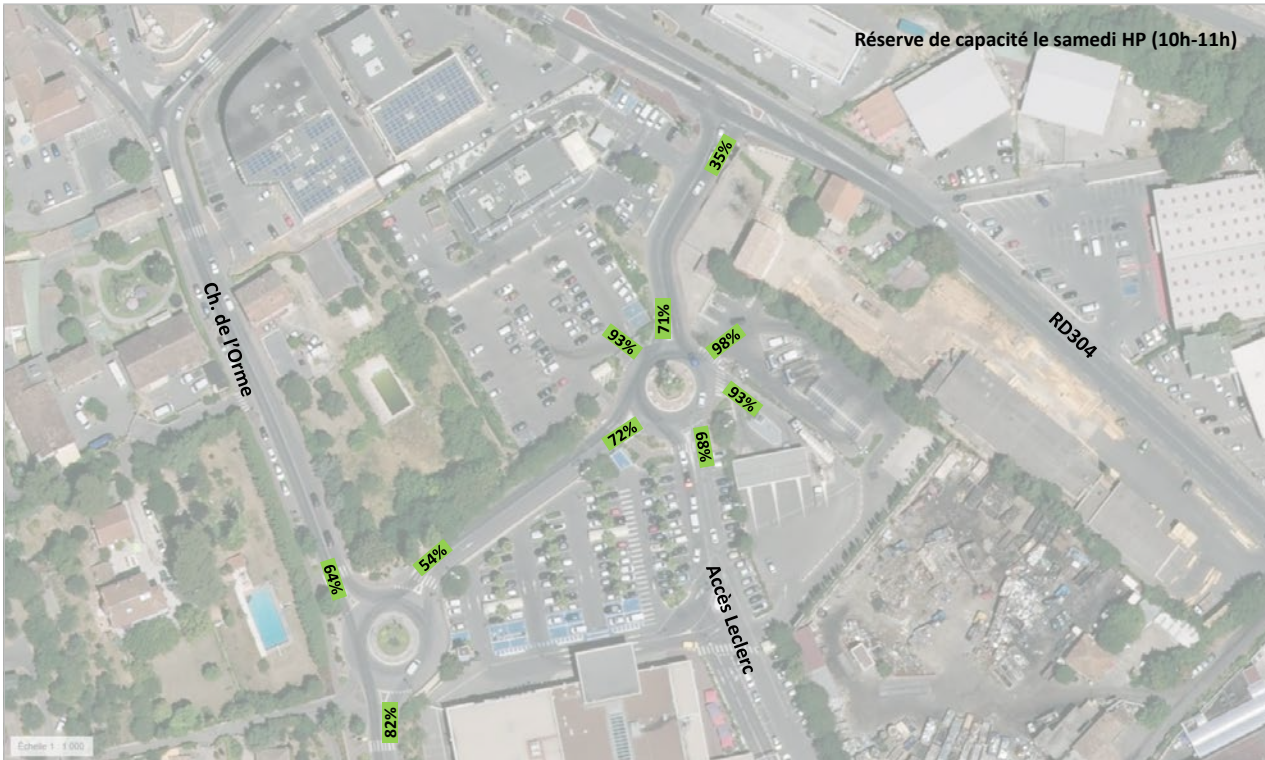 Réserve de capacité le samedi HP (10h-11h)
35%
Ch. de l'Orme
71%
RD304
93%
98%
93%
72%
68%
54%
64%
Accès Leclerc
82%
Échelle 1 : 1 000